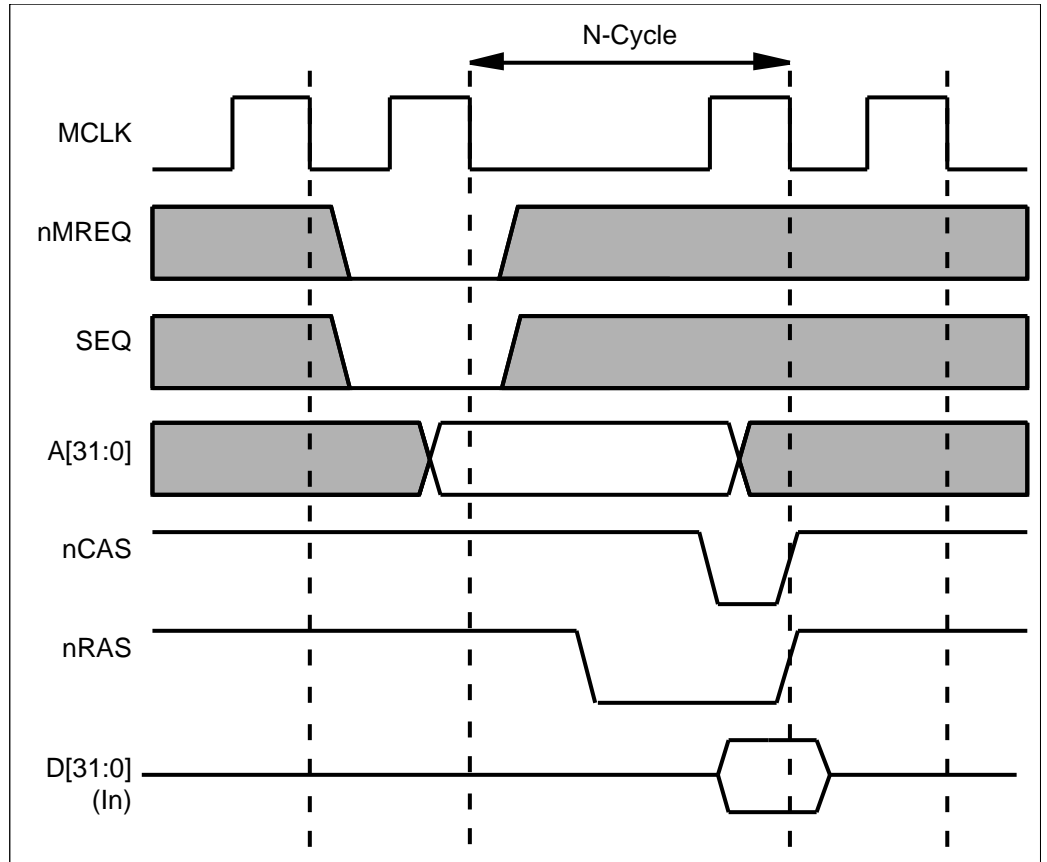 N-Cycle
MCLK
nMREQ
SEQ
A[31:0]
nCAS
nRAS
D[31:0]
(In)